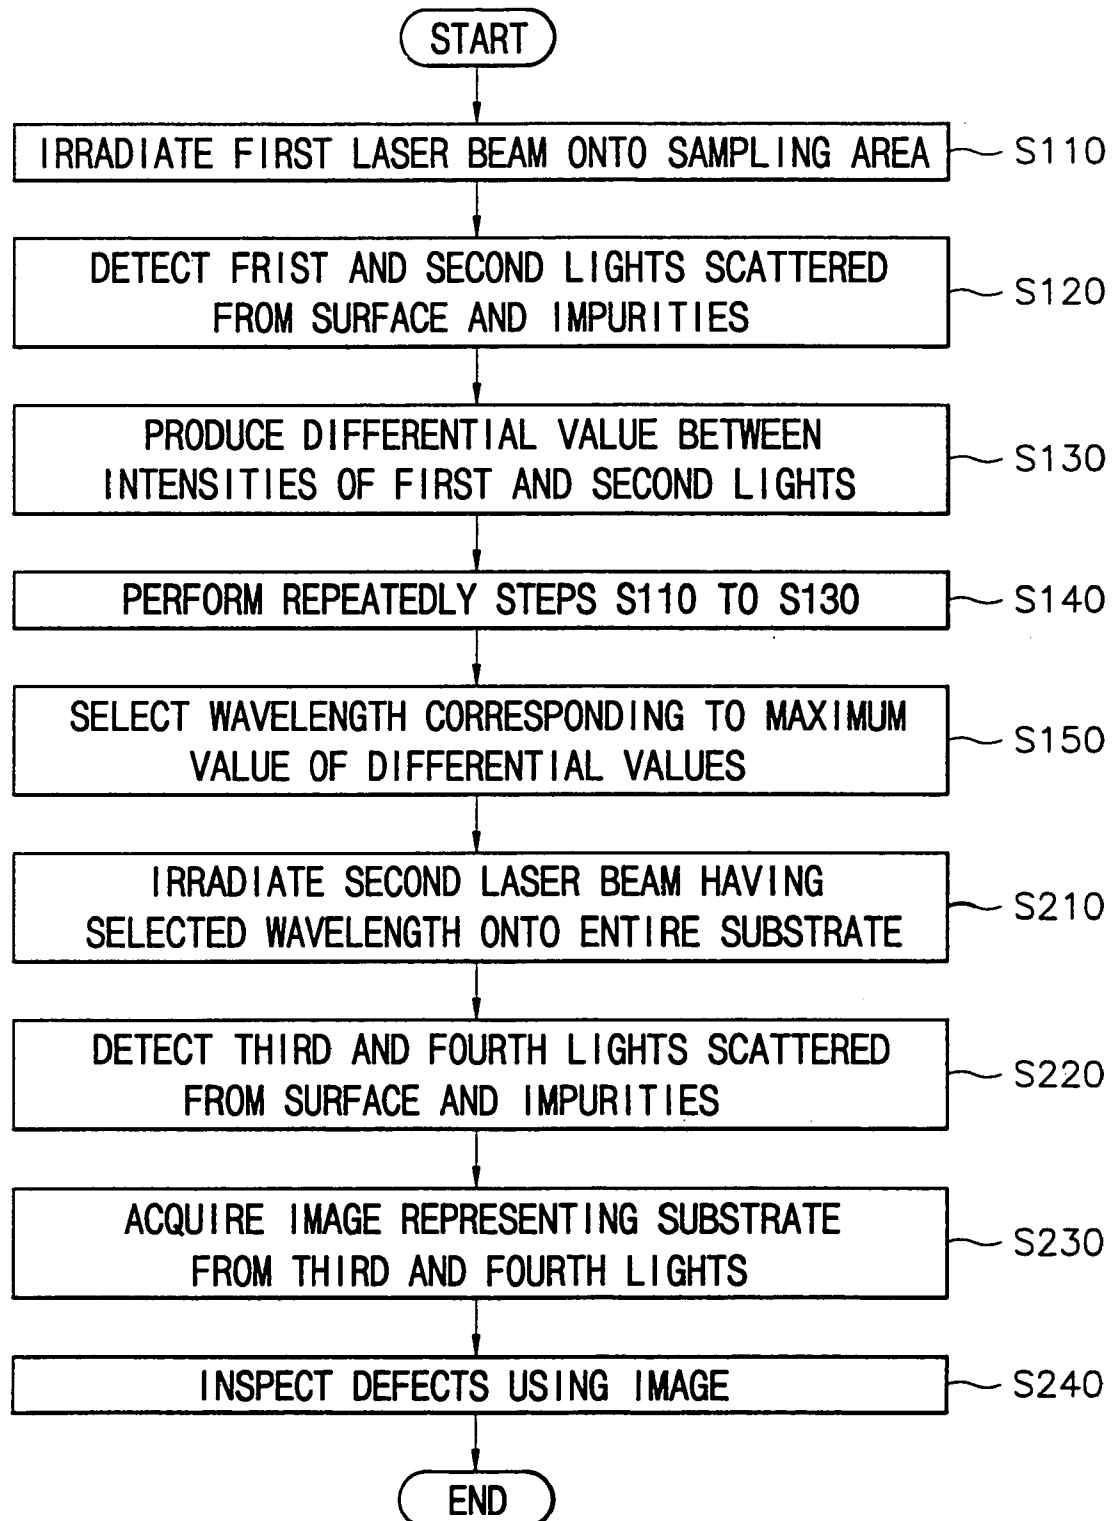 START
IRRADIATE FIRST LASER BEAM ONTO SAMPLING AREA
S110
DETECT FRIST AND SECOND LIGHTS SCATTERED
FROM SURFACE AND IMPURITIES
S120
PRODUCE DIFFERENTIAL VALUE BETWEEN
INTENSITIES OF FIRST AND SECOND LIGHTS
S130
PERFORM REPEATEDLY STEPS S110 TO S130
S140
SELECT WAVELENGTH CORRESPONDING TO MAXIMUM
VALUE OF DIFFERENTIAL VALUES
S150
IRRADIATE SECOND LASER BEAM HAVING
SELECTED WAVELENGTH ONTO ENTIRE SUBSTRATE
S210
DETECT THIRD AND FOURTH LIGHTS SCATTERED
FROM SURFACE AND IMPURITIES
S220
ACQUIRE IMAGE REPRESENTING SUBSTRATE
FROM THIRD AND FOURTH LIGHTS
S230
INSPECT DEFECTS USING IMAGE
S240
END